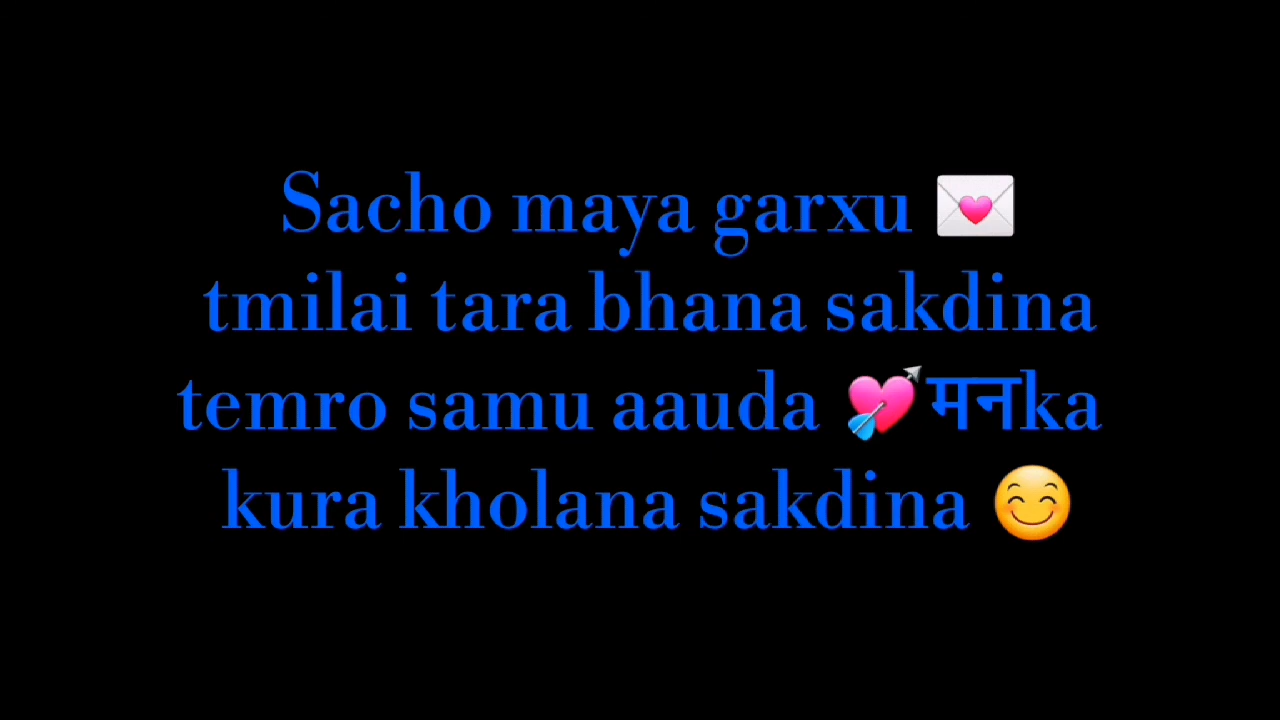 Sacho maya garxu 💌
tmilai tara bhana sakdina
temro samu aauda 💘मनka
kura kholana sakdina 😊